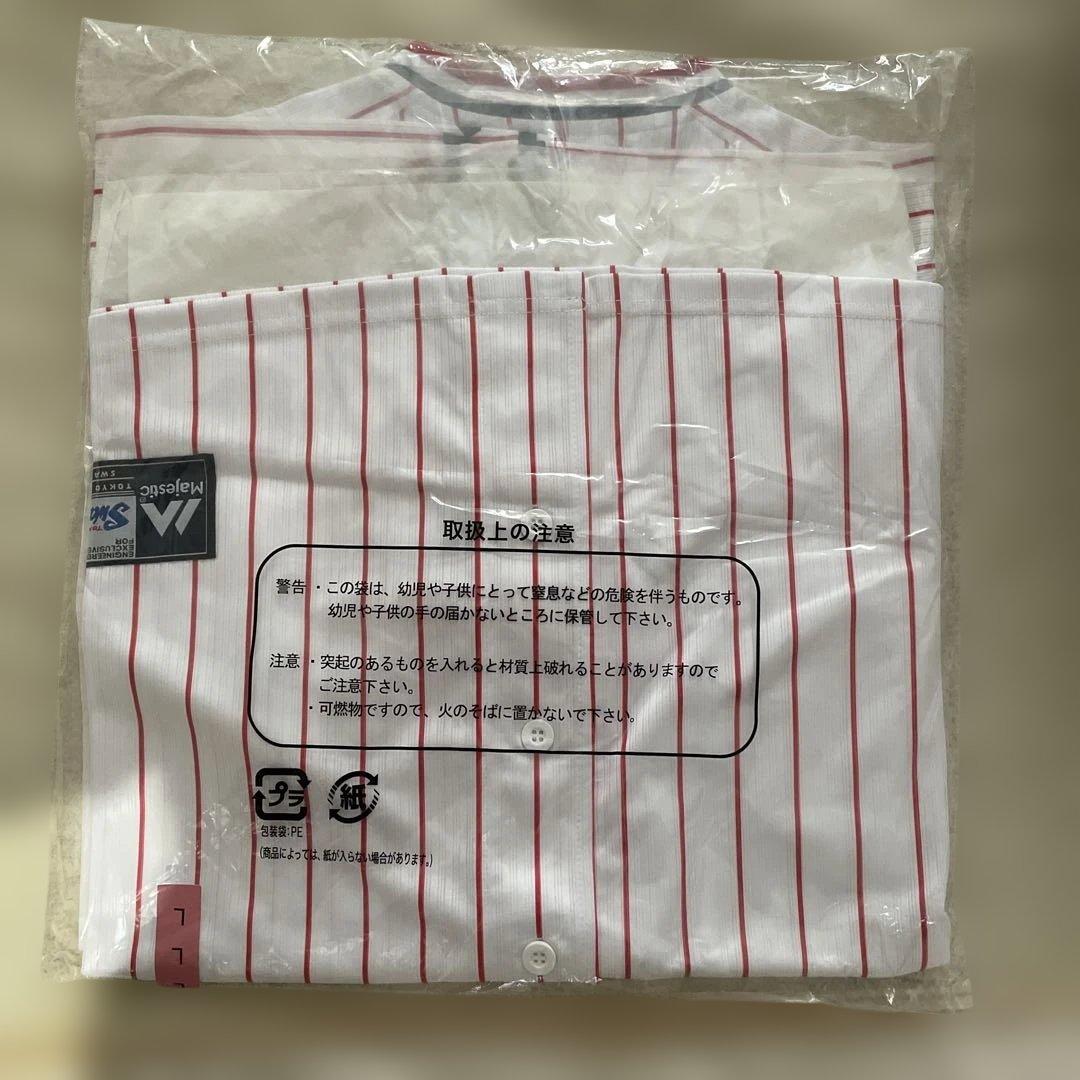 SWA
TOKYO
Majestic
Swa
ENGINEERED
EXCLUSIVE
FOR
取扱上の注意
警告・この袋は、幼児や子供にとって窒息などの危険を伴うものです。
幼児や子供の手の届かないところに保管して下さい。
注意・突起のあるものを入れると材質上破れることがありますので
ご注意下さい。
・可燃物ですので、火のそばに置かないで下さい。
プラ 紙
包装袋:PE
(商品によっては、紙が入らない場合があります。)
L
L